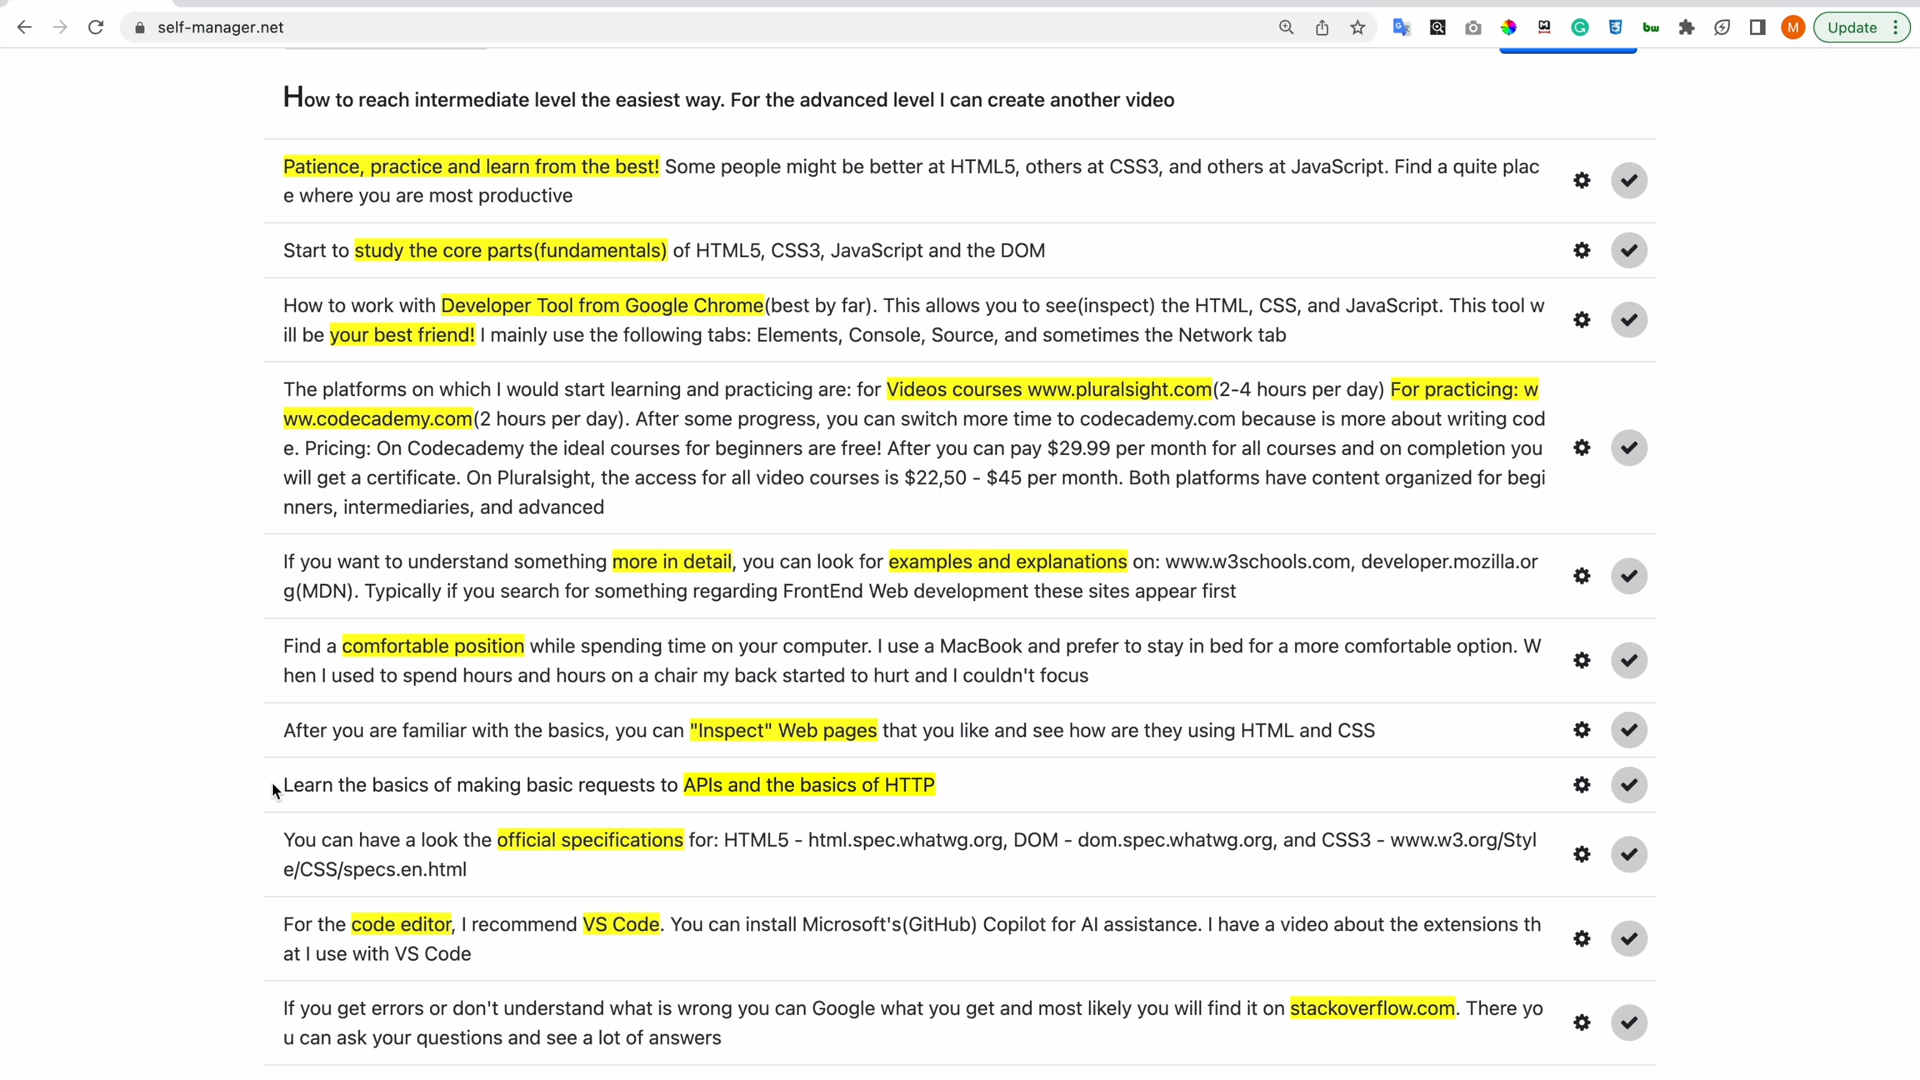 self-manager.net
bw
M
Update
How to reach intermediate level the easiest way. For the advanced level I can create another video
Patience, practice and learn from the best! Some people might be better at HTML5, others at CSS3, and others at JavaScript. Find a quite plac
e where you are most productive
Start to study the core parts(fundamentals) of HTML5, CSS3, JavaScript and the DOM
How to work with Developer Tool from Google Chrome(best by far). This allows you to see(inspect) the HTML, CSS, and JavaScript. This tool w
ill be your best friend! I mainly use the following tabs: Elements, Console, Source, and sometimes the Network tab
The platforms on which I would start learning and practicing are: for Videos courses www.pluralsight.com(2-4 hours per day) For practicing: w
ww.codecademy.com(2 hours per day). After some progress, you can switch more time to codecademy.com because is more about writing cod
e. Pricing: On Codecademy the ideal courses for beginners are free! After you can pay $29.99 per month for all courses and on completion you
will get a certificate. On Pluralsight, the access for all video courses is $22,50 - $45 per month. Both platforms have content organized for begi
nners, intermediaries, and advanced
If you want to understand something more in detail, you can look for examples and explanations on: www.w3schools.com, developer.mozilla.or
g(MDN). Typically if you search for something regarding FrontEnd Web development these sites appear first
Find a comfortable position while spending time on your computer. I use a MacBook and prefer to stay in bed for a more comfortable option. W
hen I used to spend hours and hours on a chair my back started to hurt and I couldn't focus
After you are familiar with the basics, you can "Inspect" Web pages that you like and see how are they using HTML and CSS
Learn the basics of making basic requests to APIs and the basics of HTTP
You can have a look the official specifications for: HTML5 - html.spec.whatwg.org, DOM - dom.spec.whatwg.org, and CSS3 - www.w3.org/Styl
e/CSS/specs.en.html
For the code editor, I recommend VS Code. You can install Microsoft's(GitHub) Copilot for AI assistance. I have a video about the extensions th
at I use with VS Code
If you get errors or don't understand what is wrong you can Google what you get and most likely you will find it on stackoverflow.com. There yo
u can ask your questions and see a lot of answers